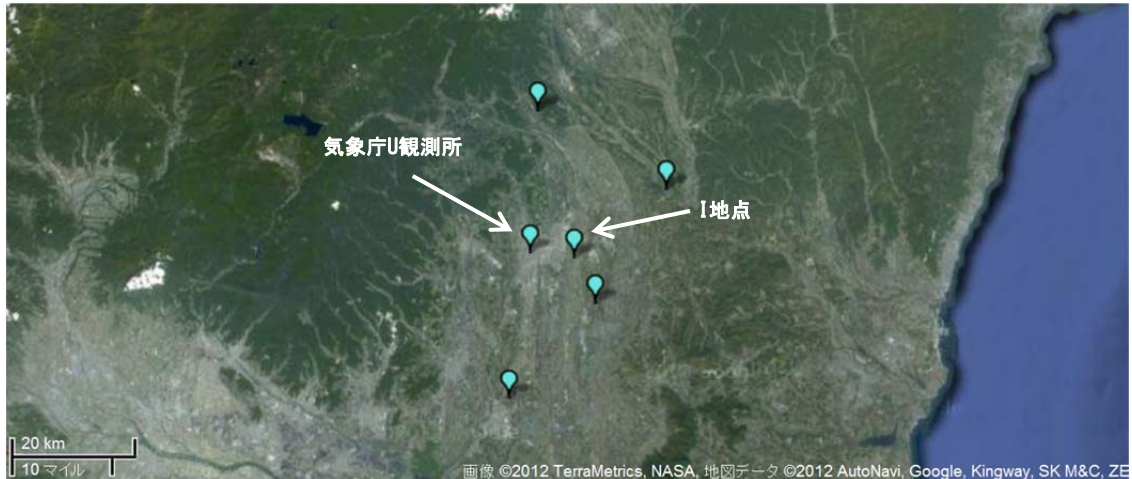 気象庁U観測所
I地点
20 km
10 マイル
画像 ©2012 TerraMetrics, NASA, 地図データ ©2012 AutoNavi, Google, Kingway, SK M&C, ZE